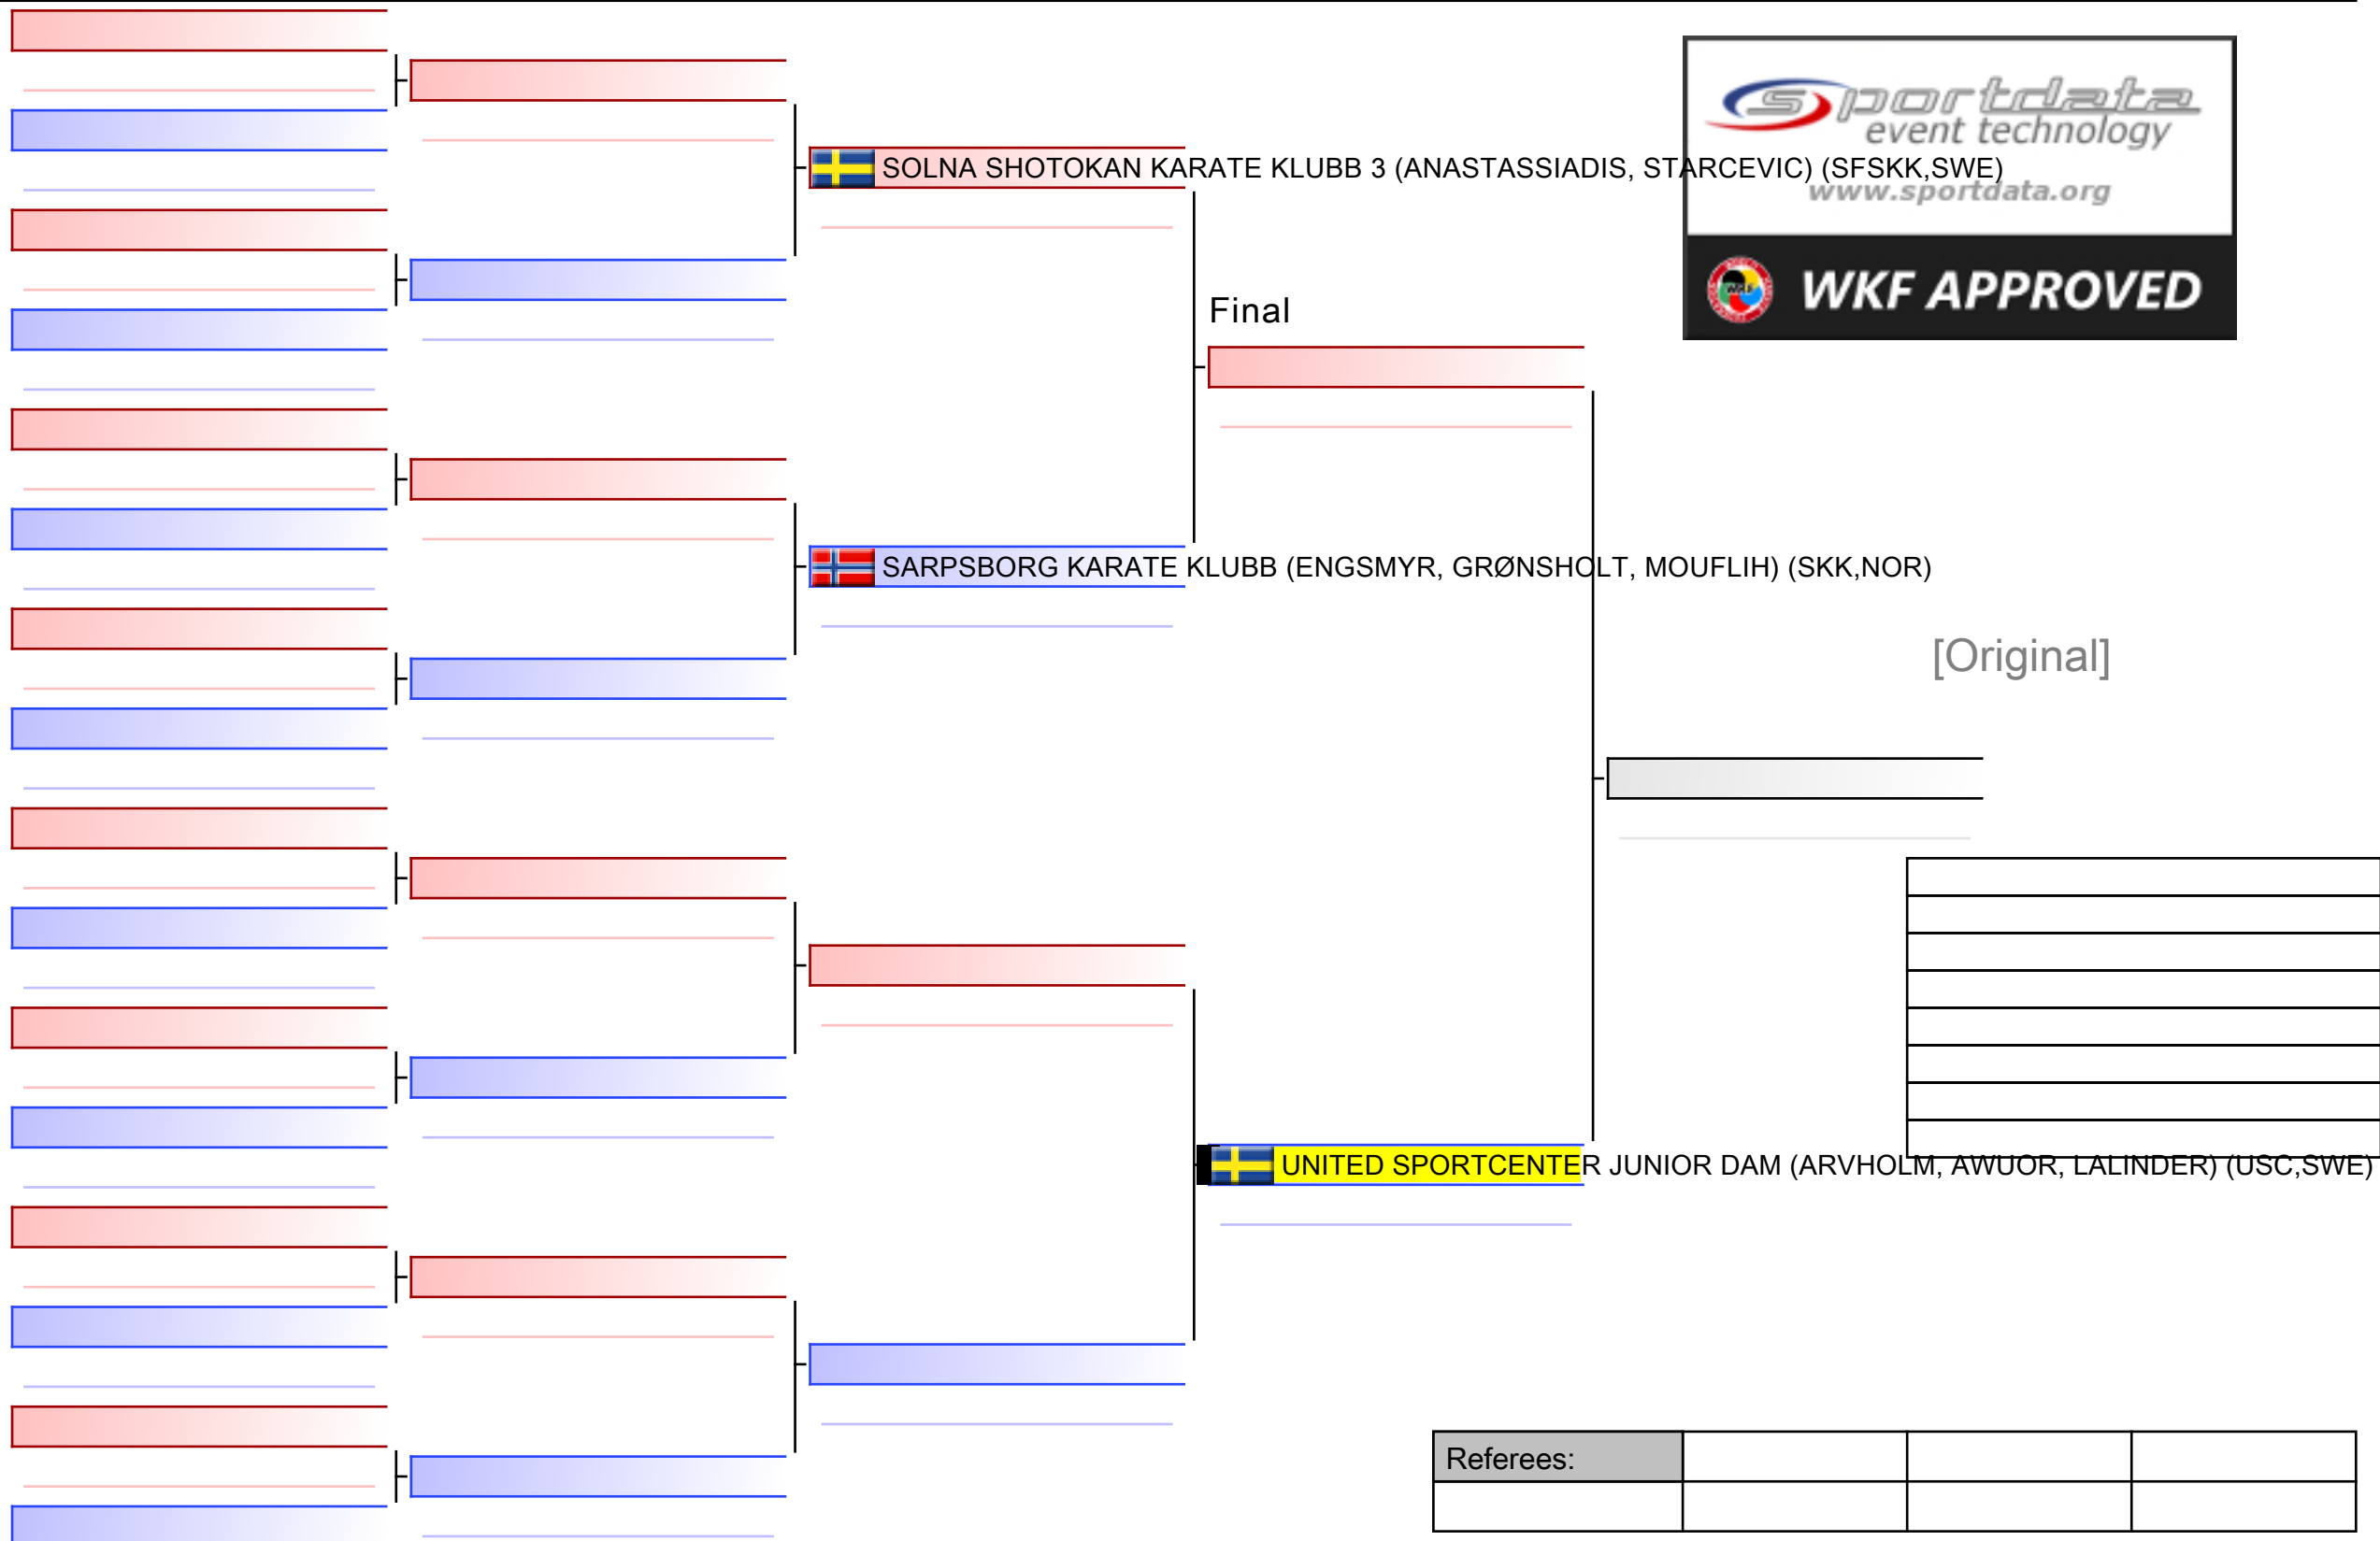 sportdata
event technology
www.sportdata.org
WKF APPROVED
SOLNA SHOTOKAN KARATE KLUBB 3 (ANASTASSIADIS, STARCEVIC) (SFSKK,SWE)
Final
SARPSBORG KARATE KLUBB (ENGSMYR, GRØNSHOLT, MOUFLIH) (SKK,NOR)
[Original]
UNITED SPORTCENTER JUNIOR DAM (ARVHOLM, AWUOR, LALINDER) (USC,SWE)
Referees: